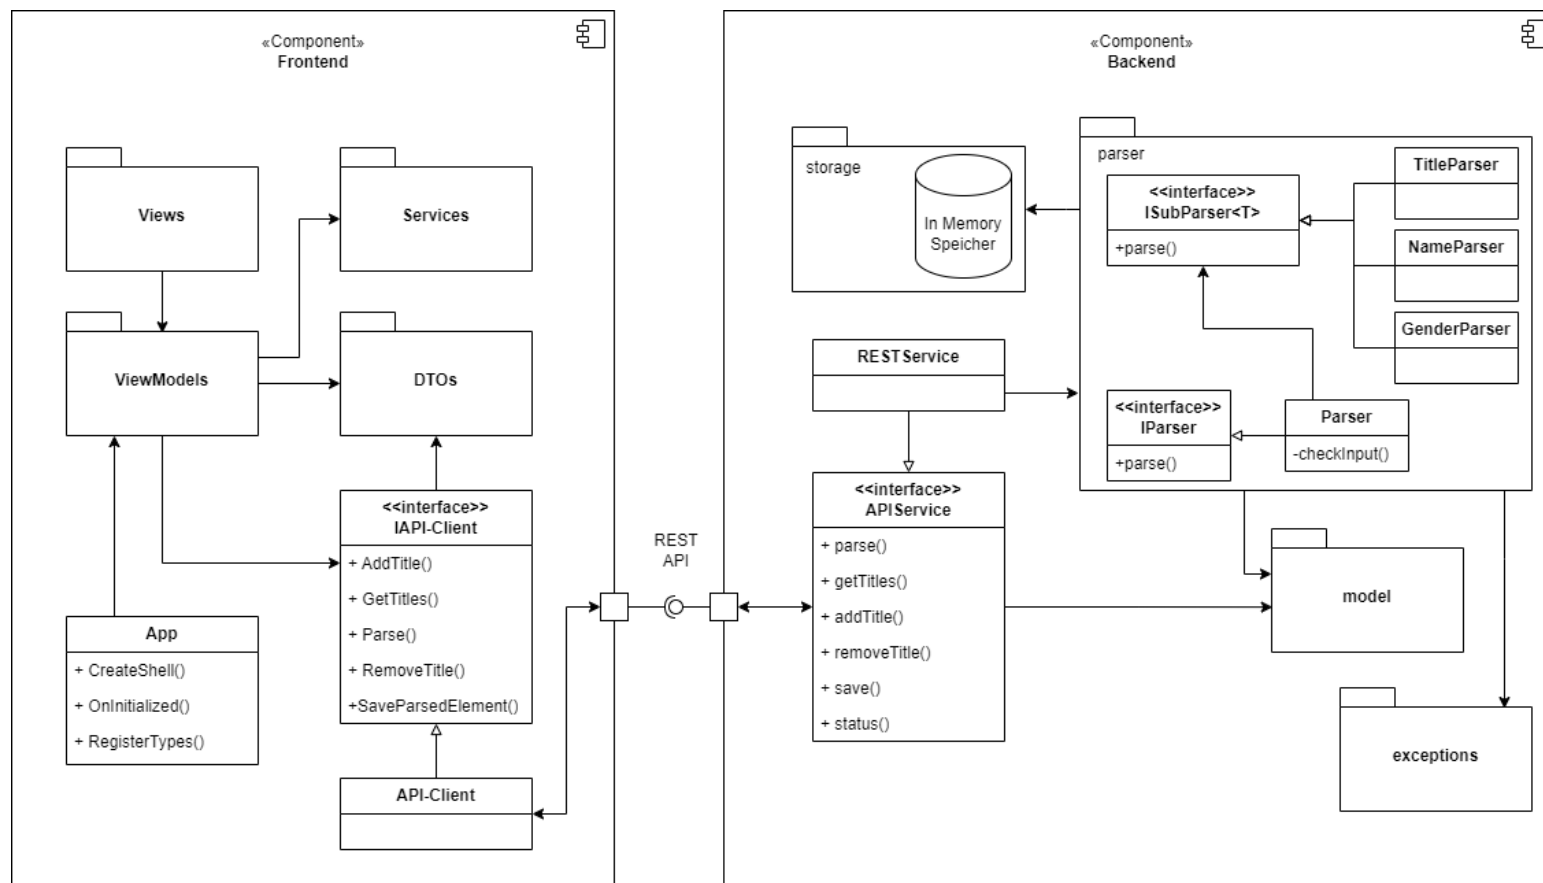 «Component»
Frontend
Views
Services
ViewModels
DTOs
<<interface>>
IAPI-Client
+ AddTitle()
+ GetTitles()
+ Parse()
+ RemoveTitle()
+SaveParsedElement()
App
+ CreateShell()
+ OnInitialized()
+ RegisterTypes()
API-Client
REST
API
«Component»
Backend
storage
In Memory
Speicher
parser
<<interface>>
ISubParser<T>
+parse()
TitleParser
NameParser
GenderParser
<<interface>>
IParser
+parse()
Parser
-checkInput()
RESTService
<<interface>>
APIService
+ parse()
+ getTitles()
+ addTitle()
+ removeTitle()
+ save()
+ status()
model
exceptions